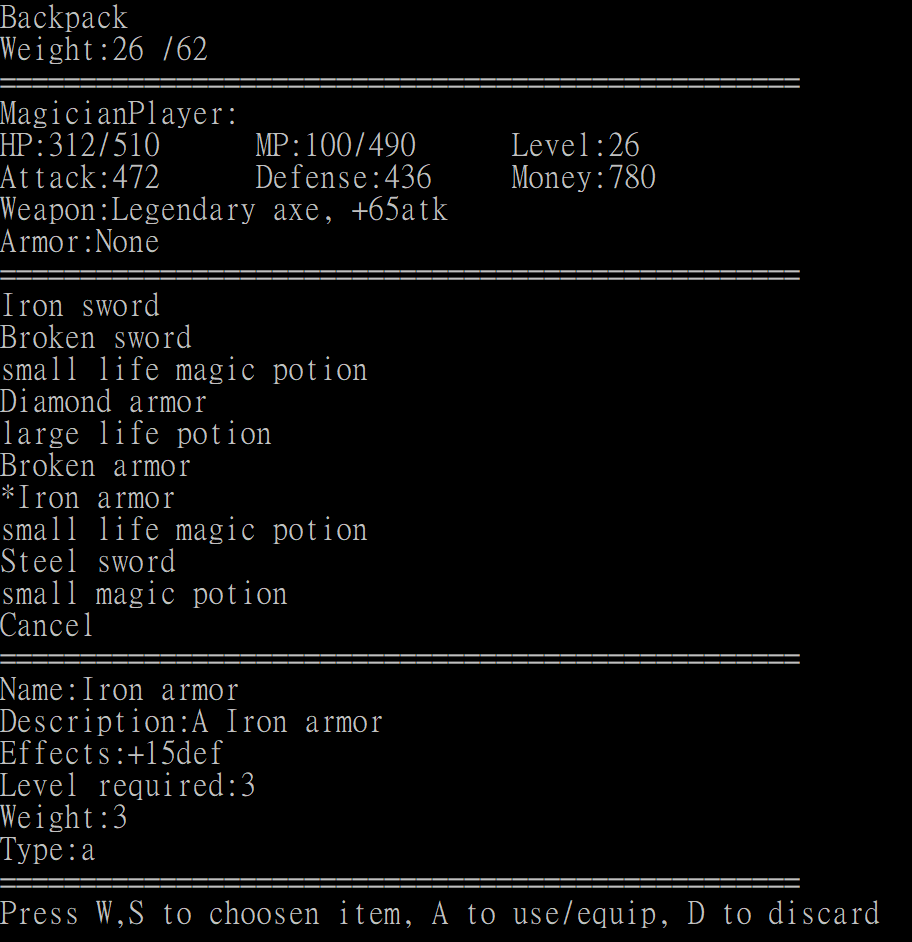 Backpack
Weight:26 /62
==================================================
MagicianPlayer:
HP:312/510 MP:100/490 Level:26
Attack:472 Defense:436 Money:780
Weapon:Legendary axe, +65atk
Armor:None
==================================================
Iron sword
Broken sword
small life magic potion
Diamond armor
large life potion
Broken armor
*Iron armor
small life magic potion
Steel sword
small magic potion
Cancel
==================================================
Name:Iron armor
Description:A Iron armor
Effects:+15def
Level required:3
Weight:3
Type:a
==================================================
Press W,S to choosen item, A to use/equip, D to discard